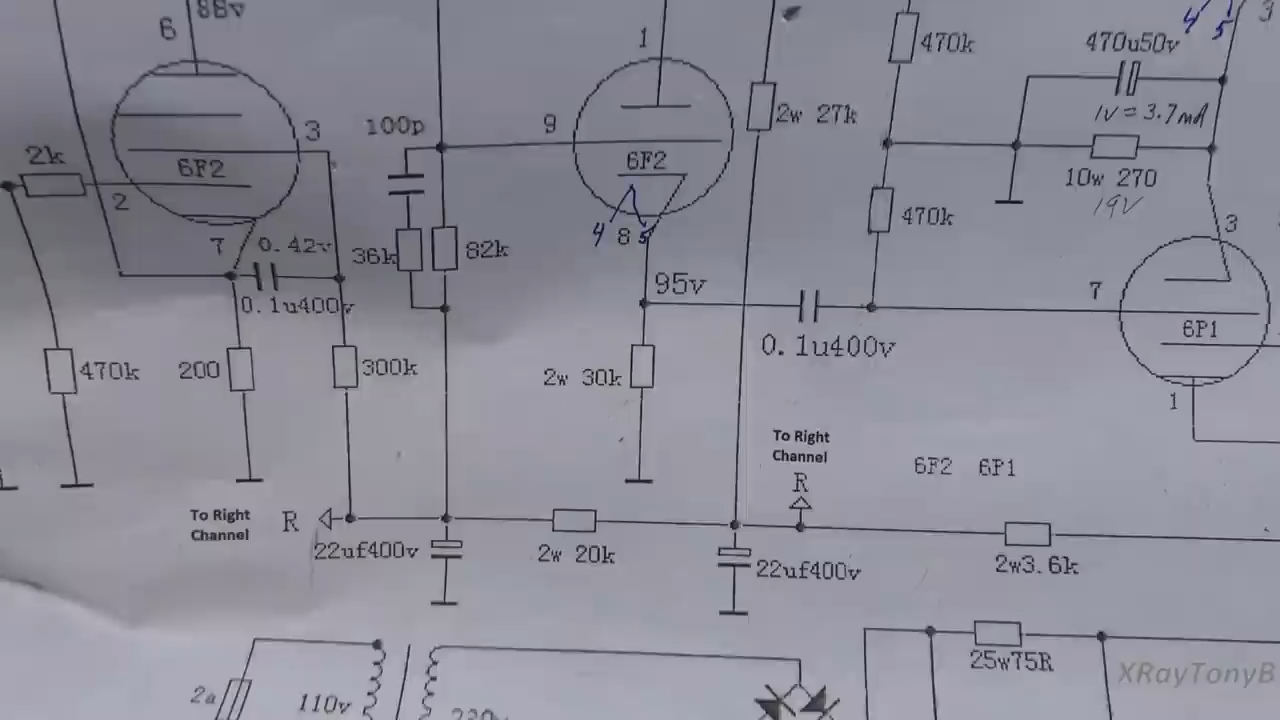 88v
6
1
470k
470u50v
4
5
3
1V = 3.7mA
100p
9
2w 27k
3
2k
6F2
6F2
10w 270
19V
2
470k
4
8
5
3
7
0.42v
36k
82k
0.1u400v
95v
7
0.1u400v
6P1
470k
200
300k
2w 30k
1
To Right
Channel
R
6F2 6P1
To Right
Channel
R
22uf400v
2w 20k
22uf400v
2w3.6k
25w75R
XRayTonyB
2a
110v